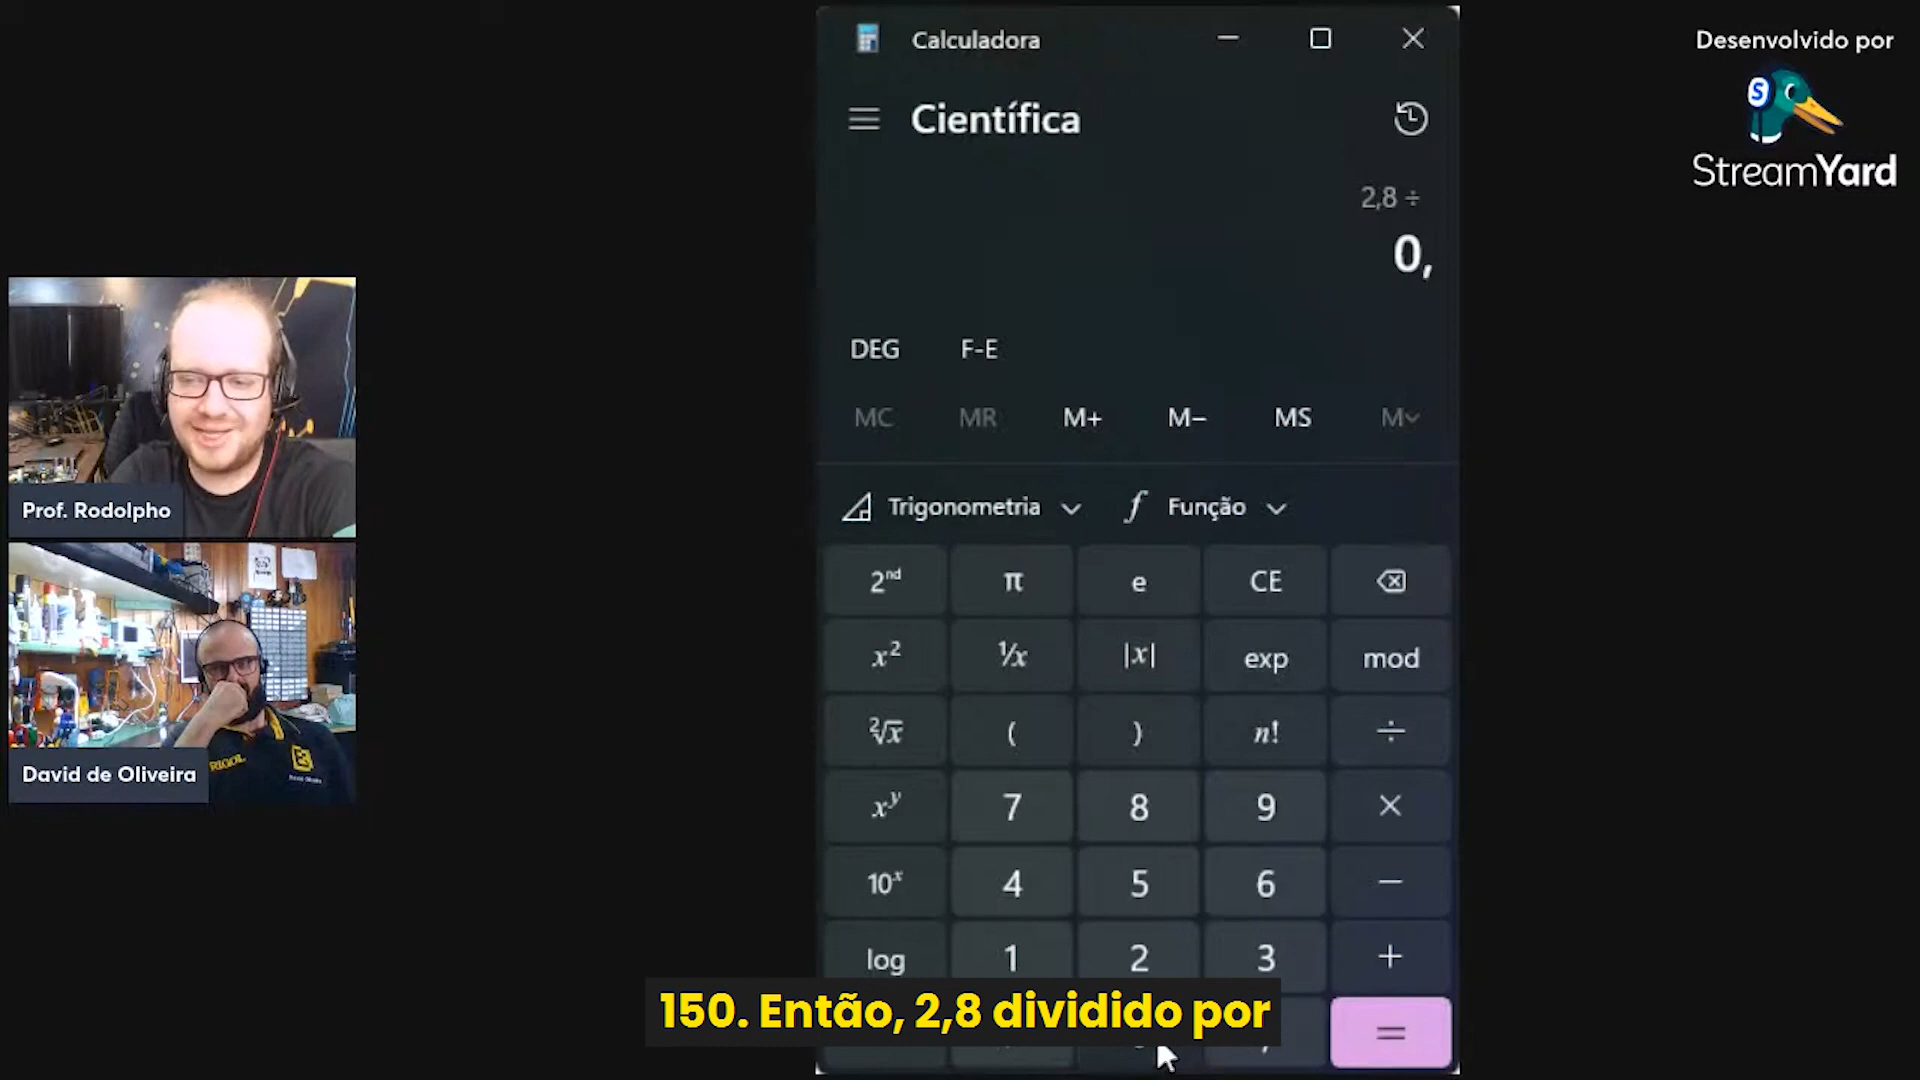 Calculadora
Científica
2,8 ÷
0,
DEG F-E
MC MR M+ M− MS M
Trigonometria f Função
2nd π e CE
x² ¹/x |x| exp mod
²√x ( ) n! ÷
xʸ 7 8 9 ×
10ˣ 4 5 6 −
log 1 2 3 +
=
150. Então, 2,8 dividido por
Prof. Rodolpho
RIGOL
David de Oliveira
Desenvolvido por
S
StreamYard